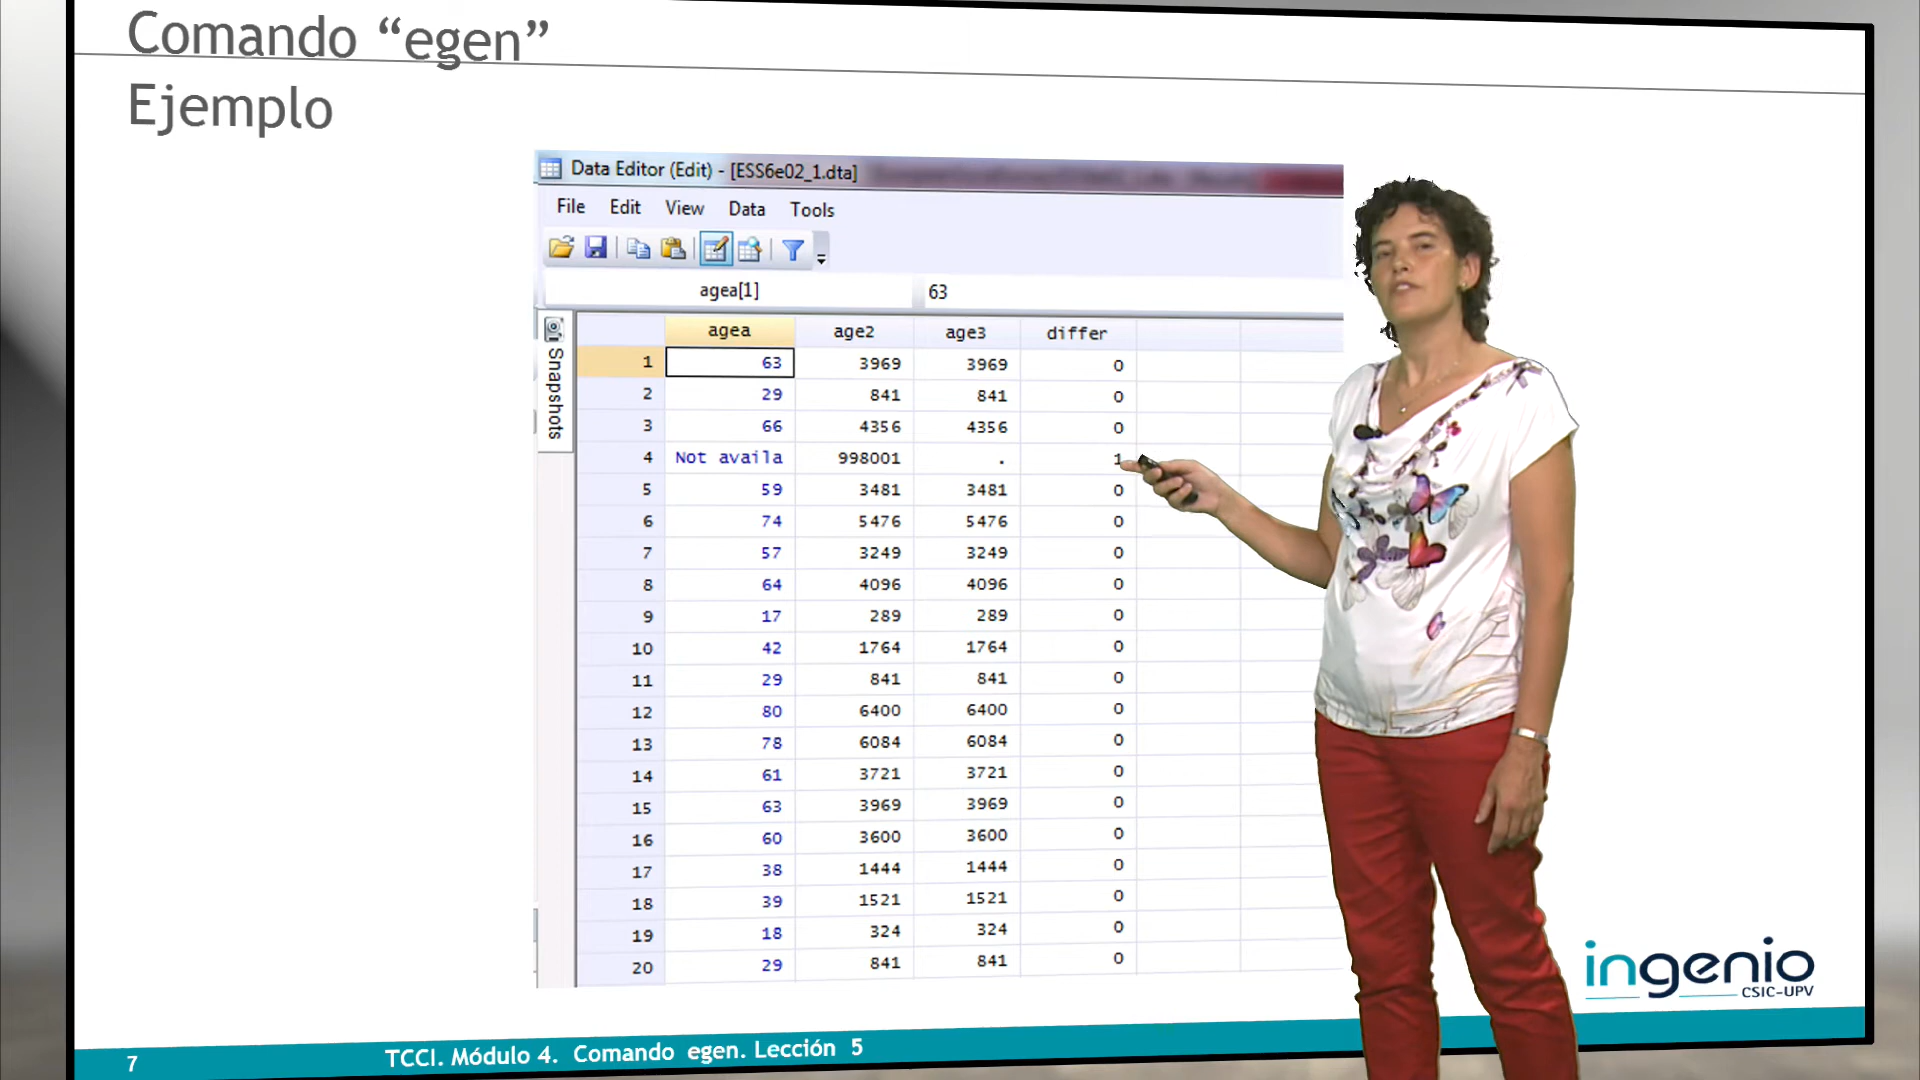 Comando “egen”
Ejemplo
Data Editor (Edit) - [ESS6e02_1.dta]
File Edit View Data Tools
agea[1] 63
Snapshots
agea age2 age3 differ
1 63 3969 3969 0
2 29 841 841 0
3 66 4356 4356 0
4 Not availa 998001 . 1
5 59 3481 3481 0
6 74 5476 5476 0
7 57 3249 3249 0
8 64 4096 4096 0
9 17 289 289 0
10 42 1764 1764 0
11 29 841 841 0
12 80 6400 6400 0
13 78 6084 6084 0
14 61 3721 3721 0
15 63 3969 3969 0
16 60 3600 3600 0
17 38 1444 1444 0
18 39 1521 1521 0
19 18 324 324 0
20 29 841 841 0
ingenio
CSIC-UPV
7 TCCI. Módulo 4. Comando egen. Lección 5